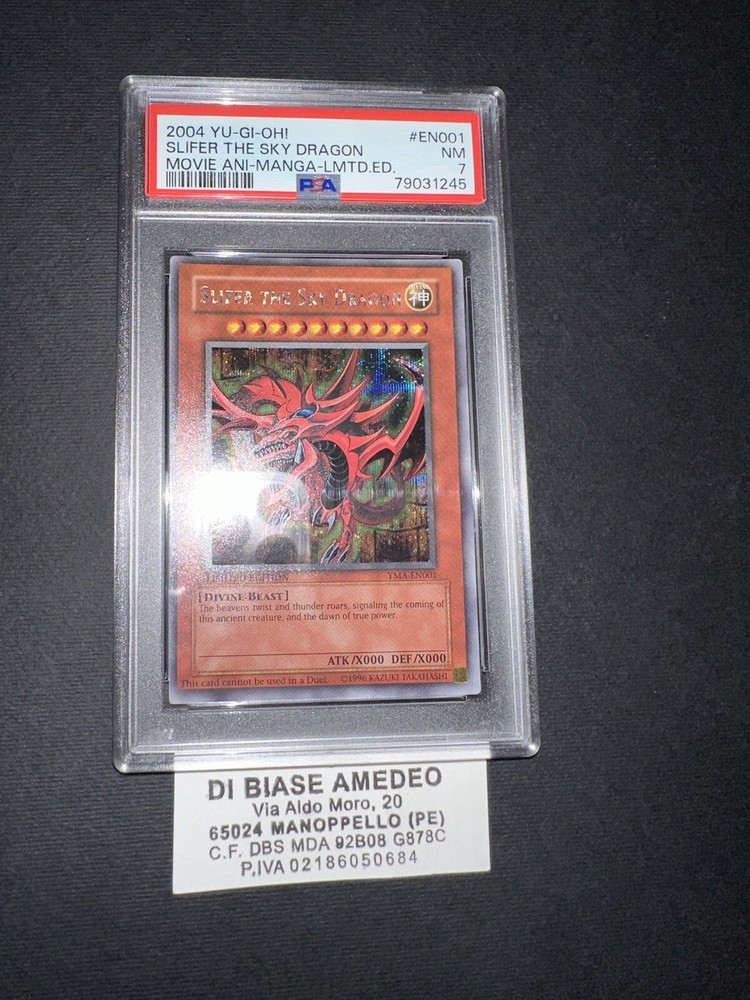 2004 YU-GI-OH! #EN001
SLIFER THE SKY DRAGON NM
MOVIE ANI-MANGA-LMTD.ED. 7
PSA 79031245
SLIFER THE SKY DRAGON 神
LIMITED EDITION YMA-EN001
[DIVINE-BEAST]
The heavens twist and thunder roars, signaling the coming of
this ancient creature, and the dawn of true power.
ATK/X000 DEF/X000
This card cannot be used in a Duel. ©1996 KAZUKI TAKAHASHI
DI BIASE AMEDEO
Via Aldo Moro, 20
65024 MANOPPELLO (PE)
C.F. DBS MDA 92B08 G878C
P.IVA 02186050684